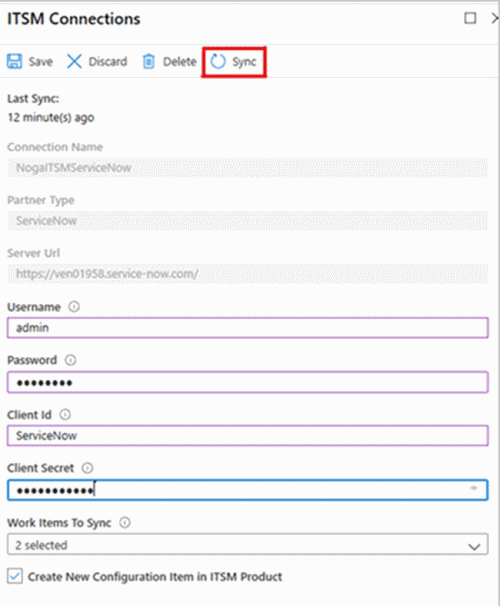 ITSM Connections
Save Discard Delete Sync
Last Sync:
12 minute(s) ago
Connection Name
NogaITSMServiceNow
Partner Type
ServiceNow
Server Url
https://ven01958.service-now.com/
Username
admin
Password
••••••••
Client Id
ServiceNow
Client Secret
•••••••••••
Work Items To Sync
2 selected
Create New Configuration Item in ITSM Product